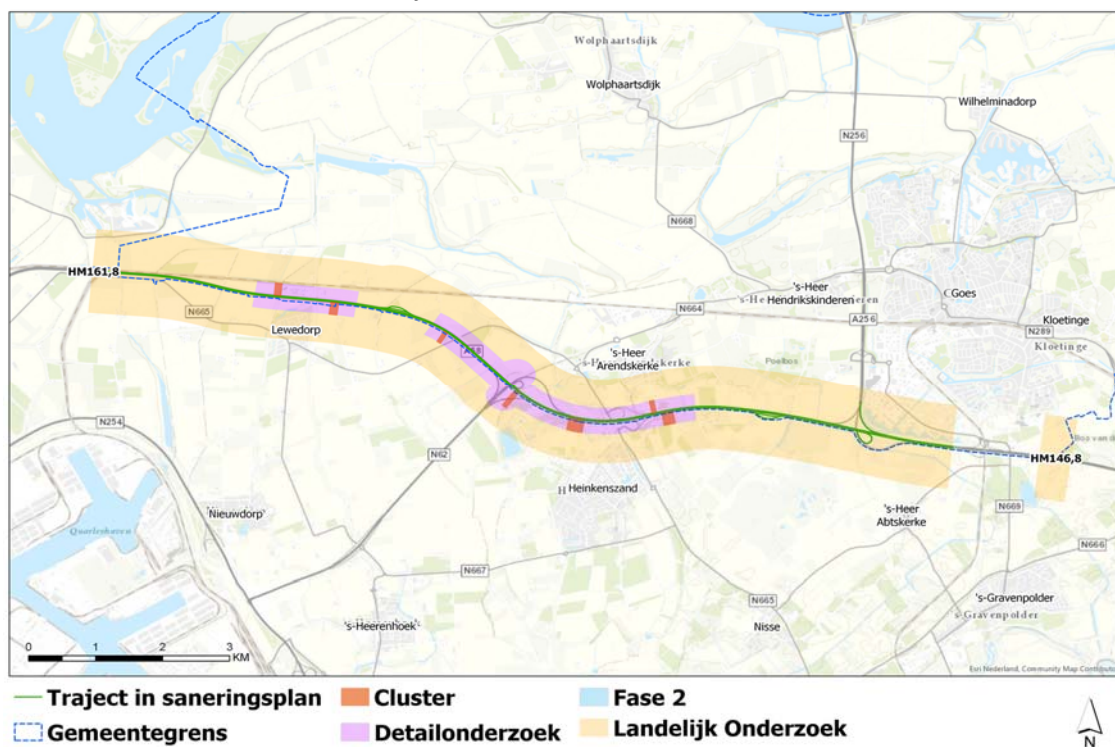 Wolphaartsdijk
Wolphaartsdijk
Wilhelminadorp
N256
N668
HM161,8
N665
Lewedorp
's-Heer
Hendrikskinderen
Goes
N664
A256
Kloetinge
N289
Kloetinge
's-Heer
Arendskerke
Poelbos
A58
N254
N62
HM146,8
Heinkenszand
's-Heer
Abtskerke
N669
'Nieuwdorp'
Quarleshaven
N666
N667
's-Gravenpolder
s-Gravenpolder
's-Heerenhoek
N665
Nisse
0 1 2 3
KM
Esri Nederland, Community Map Contributors
Traject in saneringsplan Cluster Fase 2
Gemeentegrens Detailonderzoek Landelijk Onderzoek
N